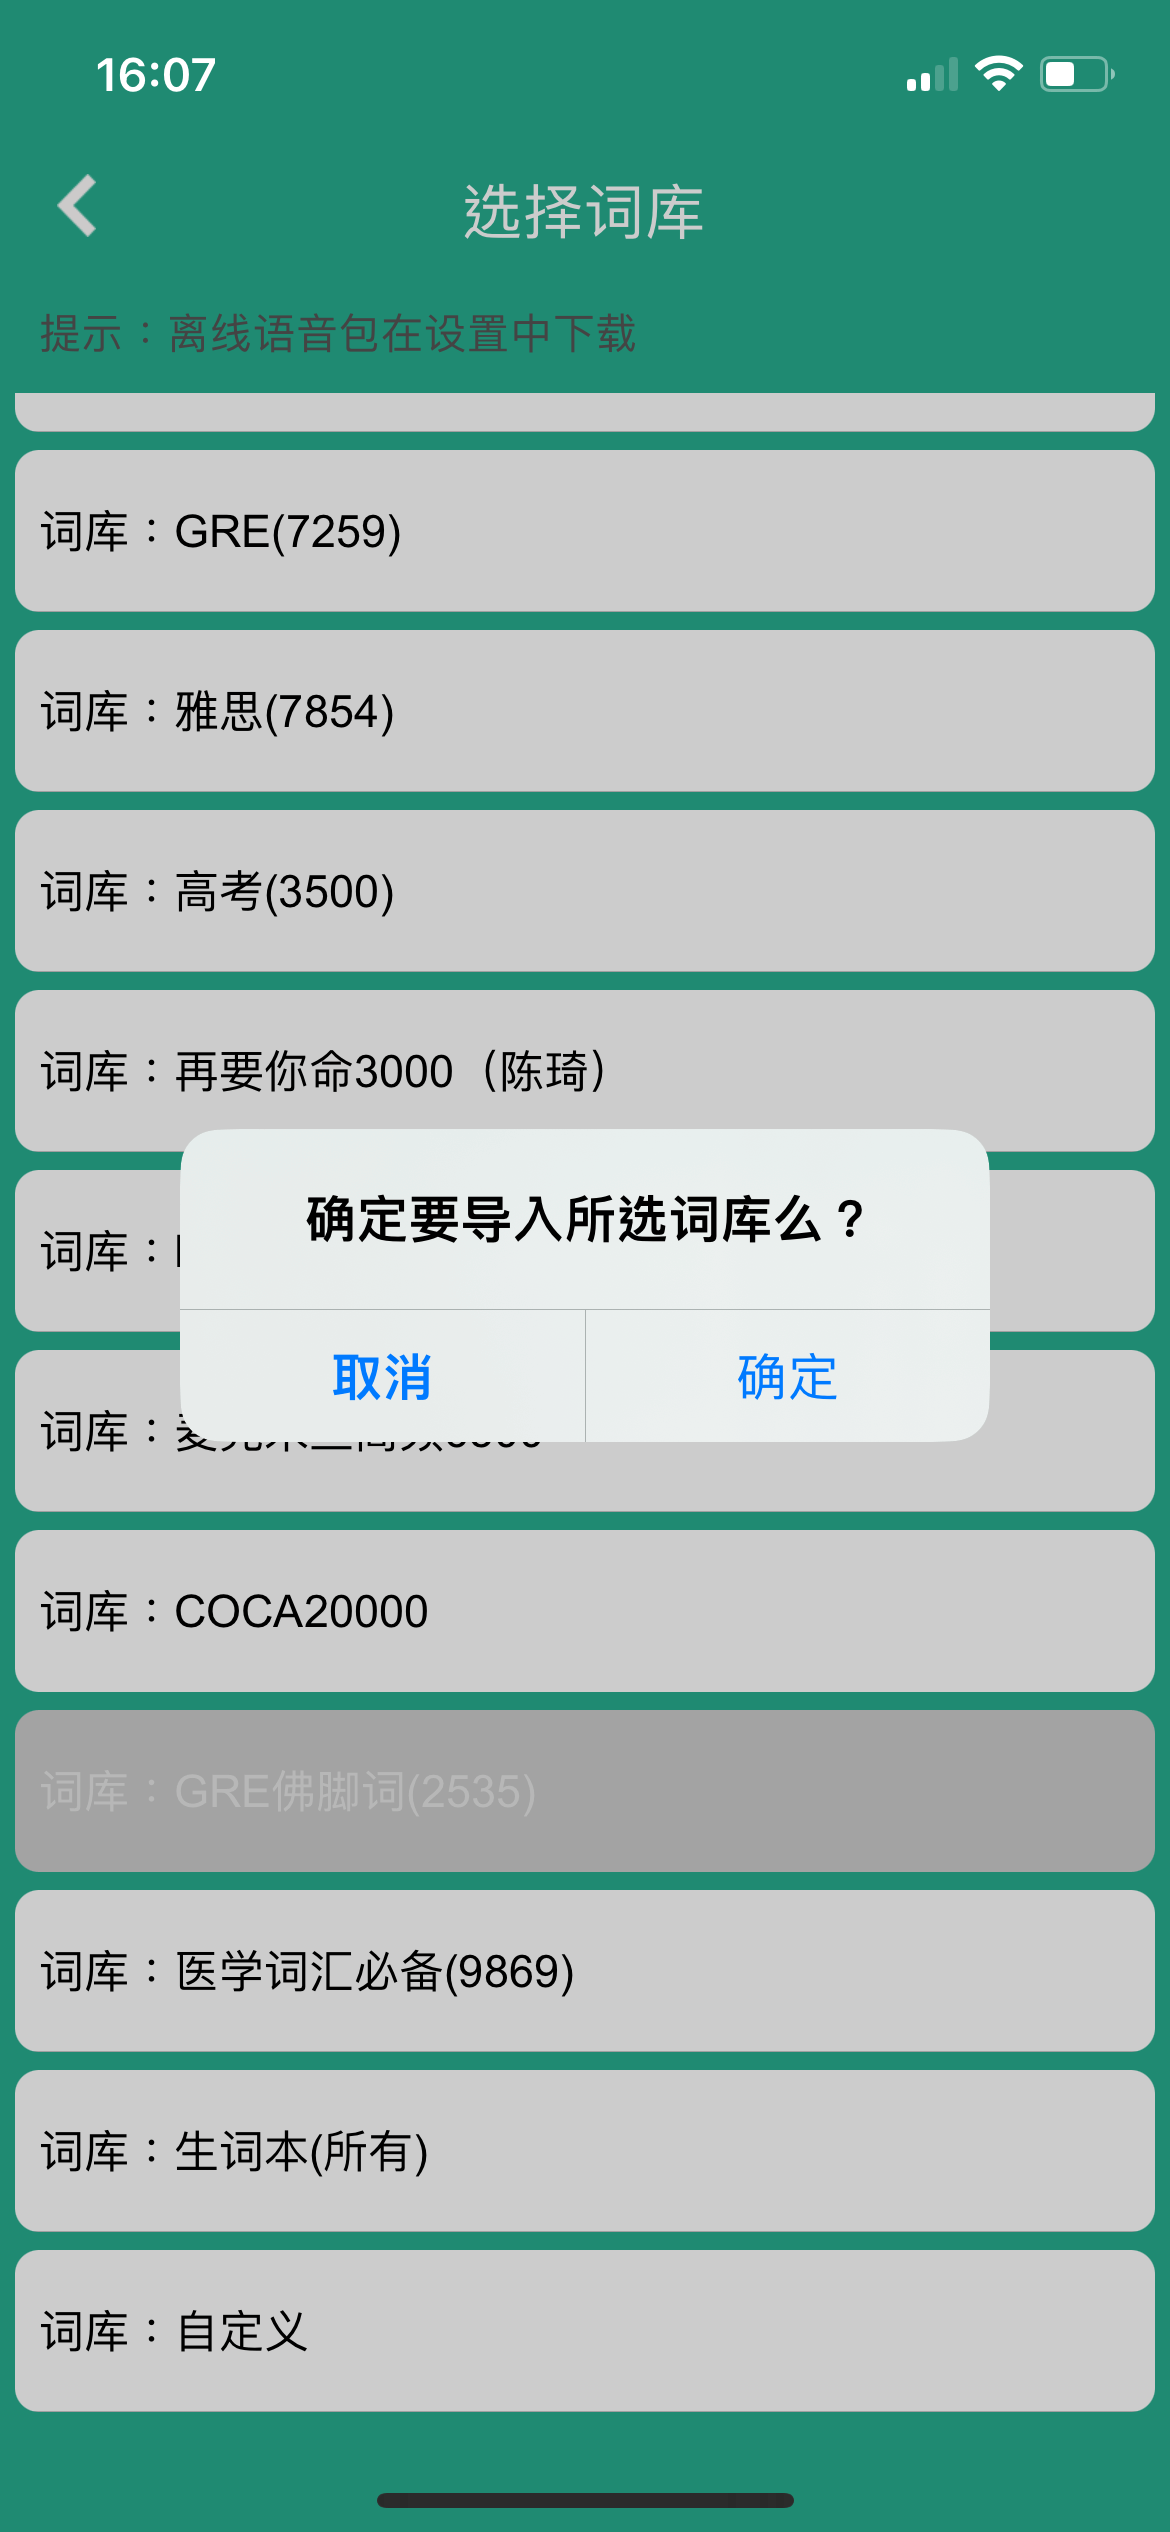 16:07
选择词库
提示：离线语音包在设置中下载
词库：GRE(7259)
词库：雅思(7854)
词库：高考(3500)
词库：再要你命3000（陈琦）
词库：
确定要导入所选词库么？
取消
确定
词库：
词库：COCA20000
词库：GRE佛脚词(2535)
词库：医学词汇必备(9869)
词库：生词本(所有)
词库：自定义